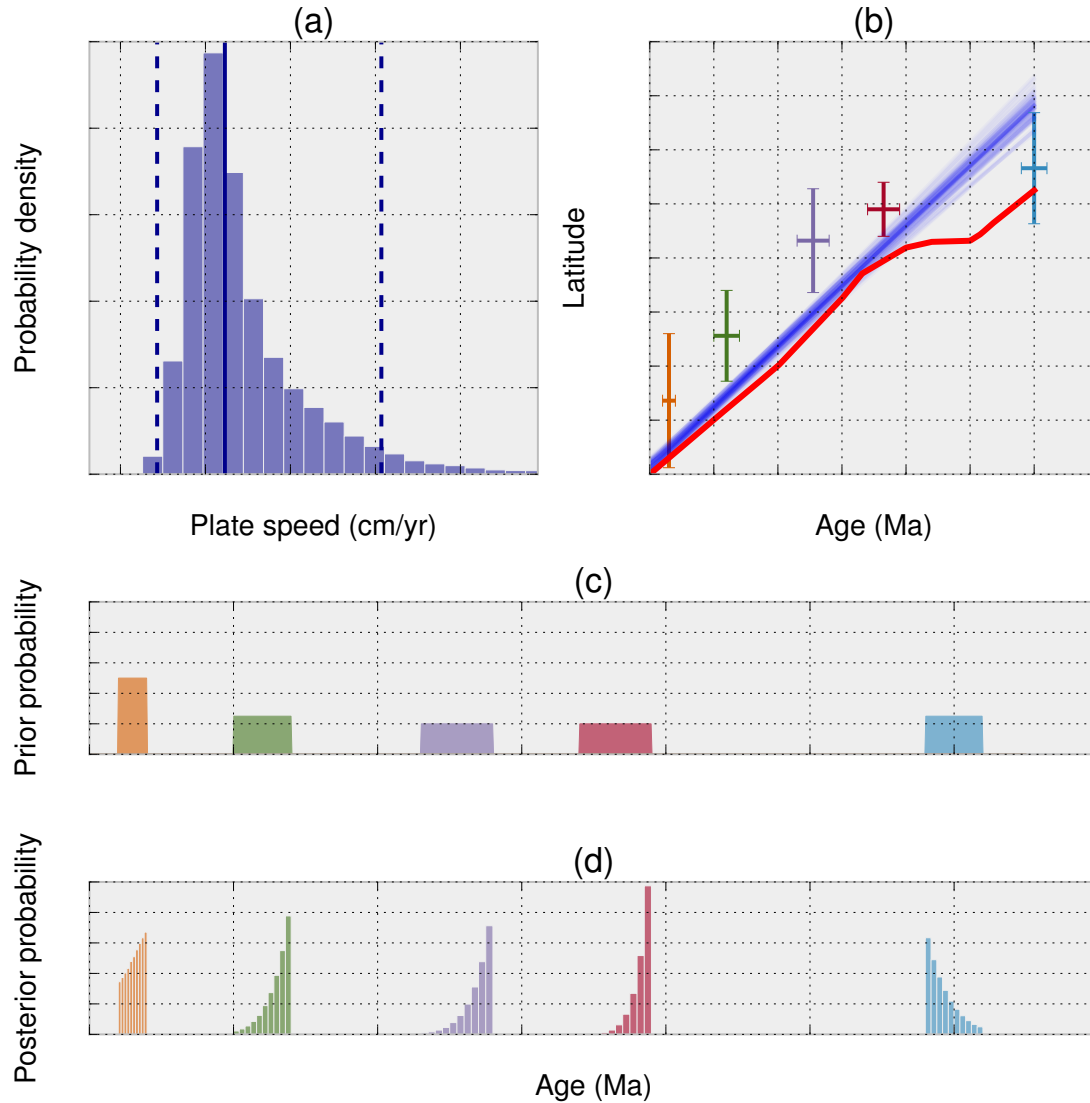 (a)
(b)
Probability density
Latitude
Plate speed (cm/yr)
Age (Ma)
(c)
Prior probability
(d)
Posterior probability
Age (Ma)